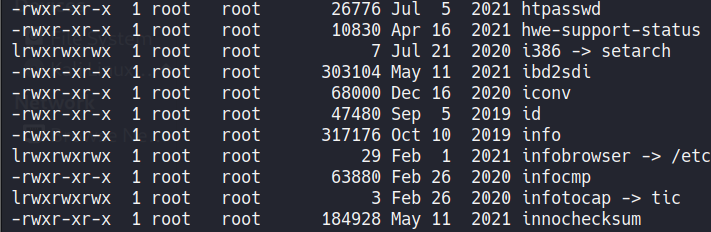 -rwxr-xr-x 1 root root 26776 Jul 5 2021 htpasswd
-rwxr-xr-x 1 root root 10830 Apr 16 2021 hwe-support-status
lrwxrwxrwx 1 root root 7 Jul 21 2020 i386 -> setarch
-rwxr-xr-x 1 root root 303104 May 11 2021 ibd2sdi
-rwxr-xr-x 1 root root 68000 Dec 16 2020 iconv
-rwxr-xr-x 1 root root 47480 Sep 5 2019 id
-rwxr-xr-x 1 root root 317176 Oct 10 2019 info
lrwxrwxrwx 1 root root 29 Feb 1 2021 infobrowser -> /etc
-rwxr-xr-x 1 root root 63880 Feb 26 2020 infocmp
lrwxrwxrwx 1 root root 3 Feb 26 2020 infotocap -> tic
-rwxr-xr-x 1 root root 184928 May 11 2021 innochecksum